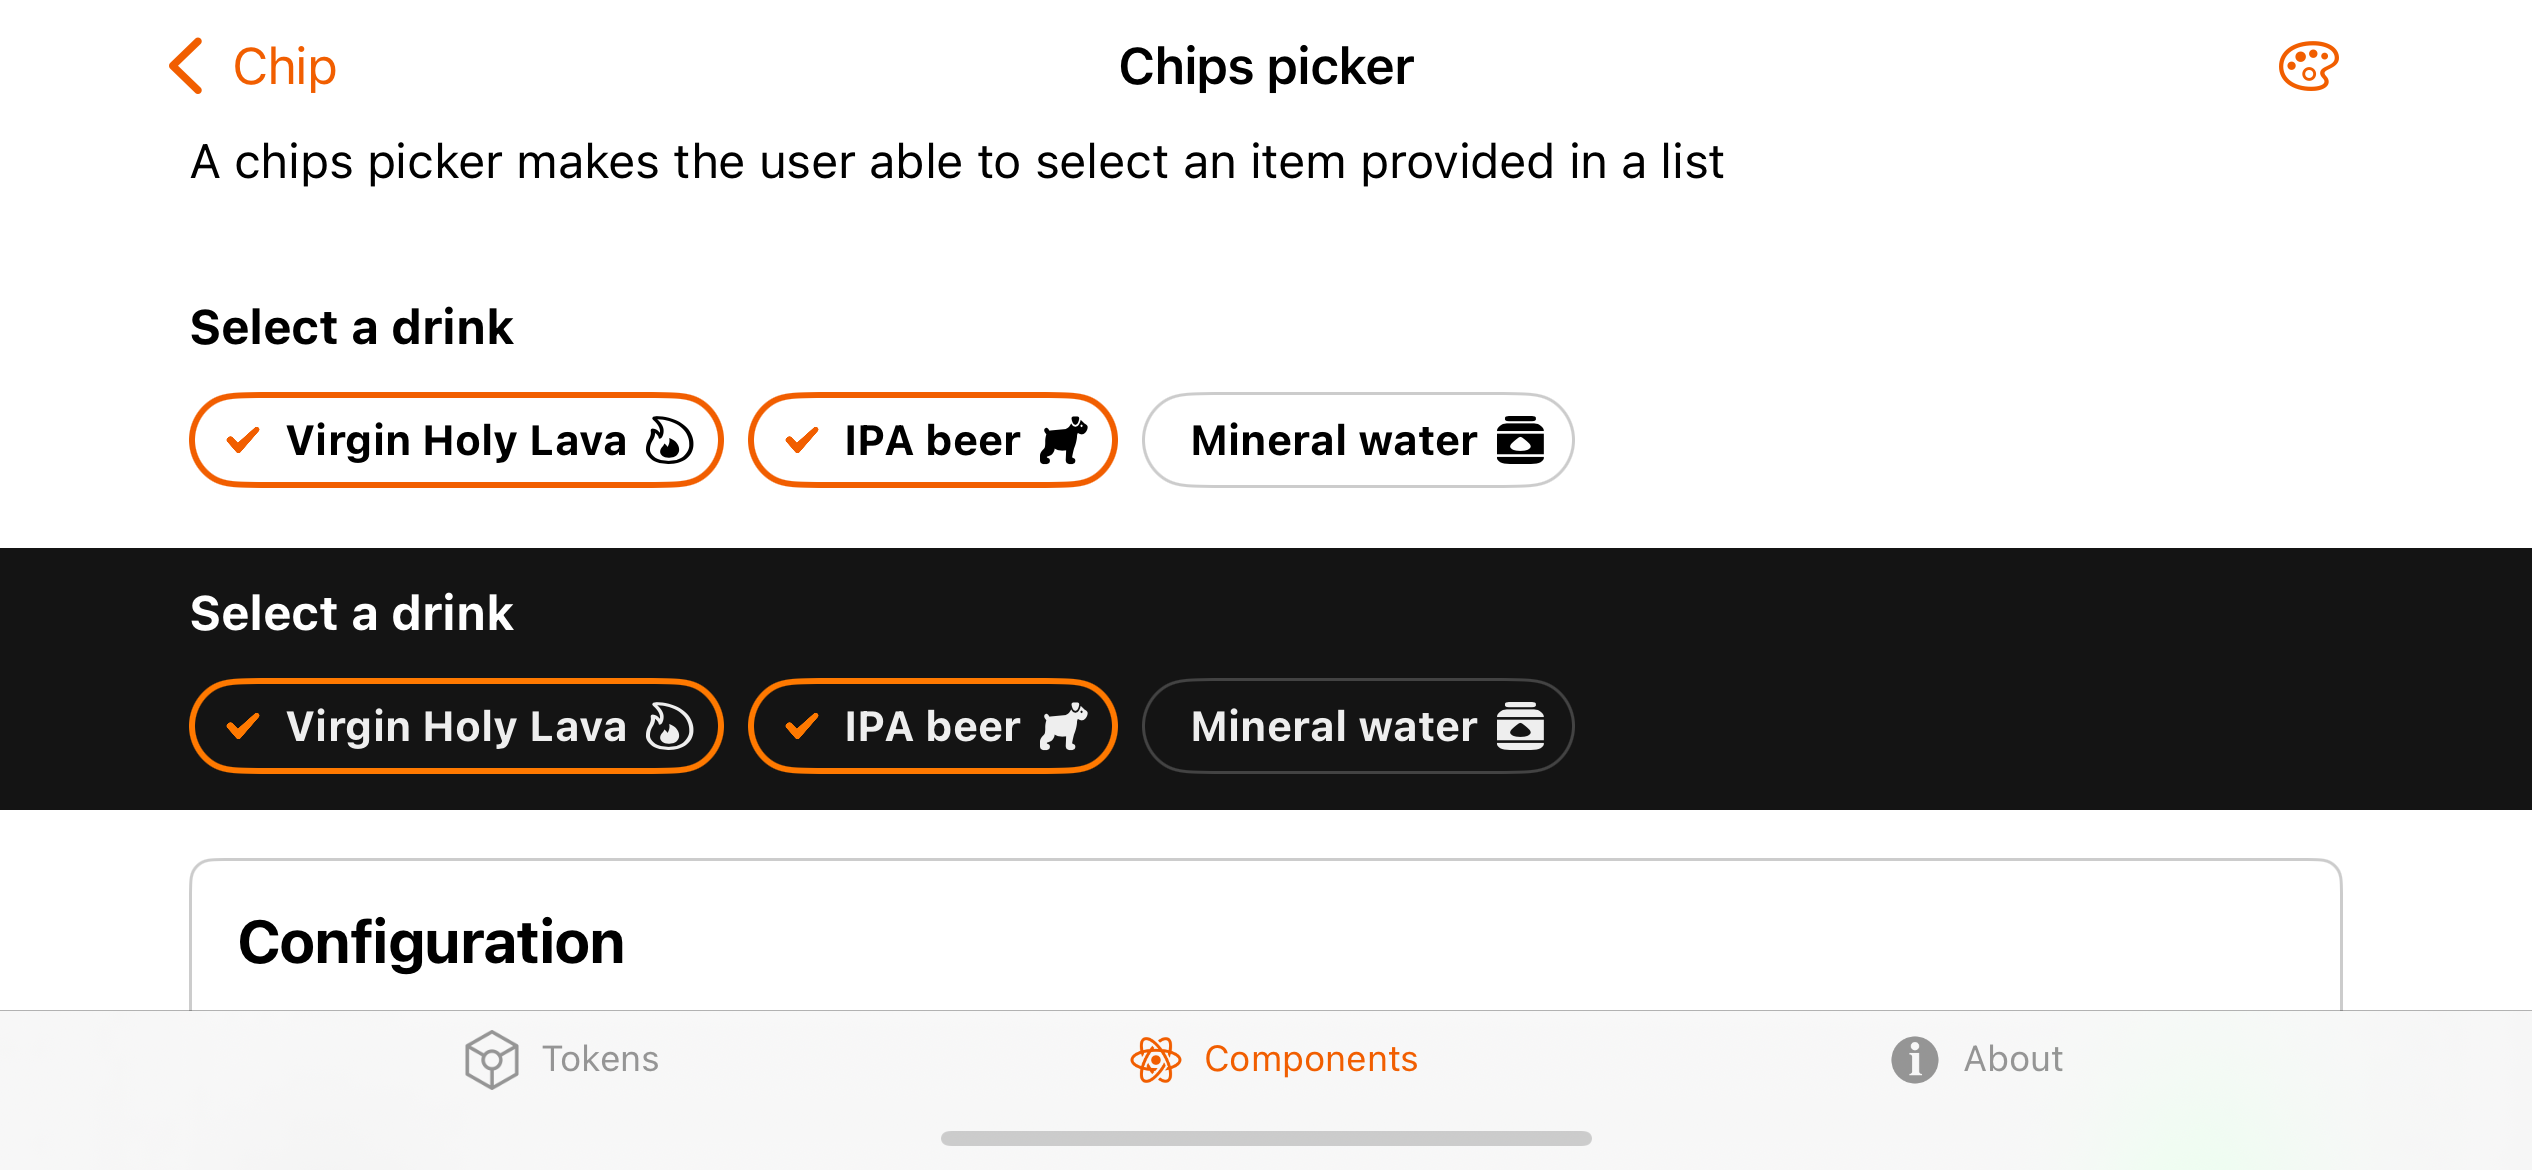 Chip
Chips picker
A chips picker makes the user able to select an item provided in a list
Select a drink
Virgin Holy Lava
IPA beer
Mineral water
Select a drink
Virgin Holy Lava
IPA beer
Mineral water
Configuration
Tokens
Components
About